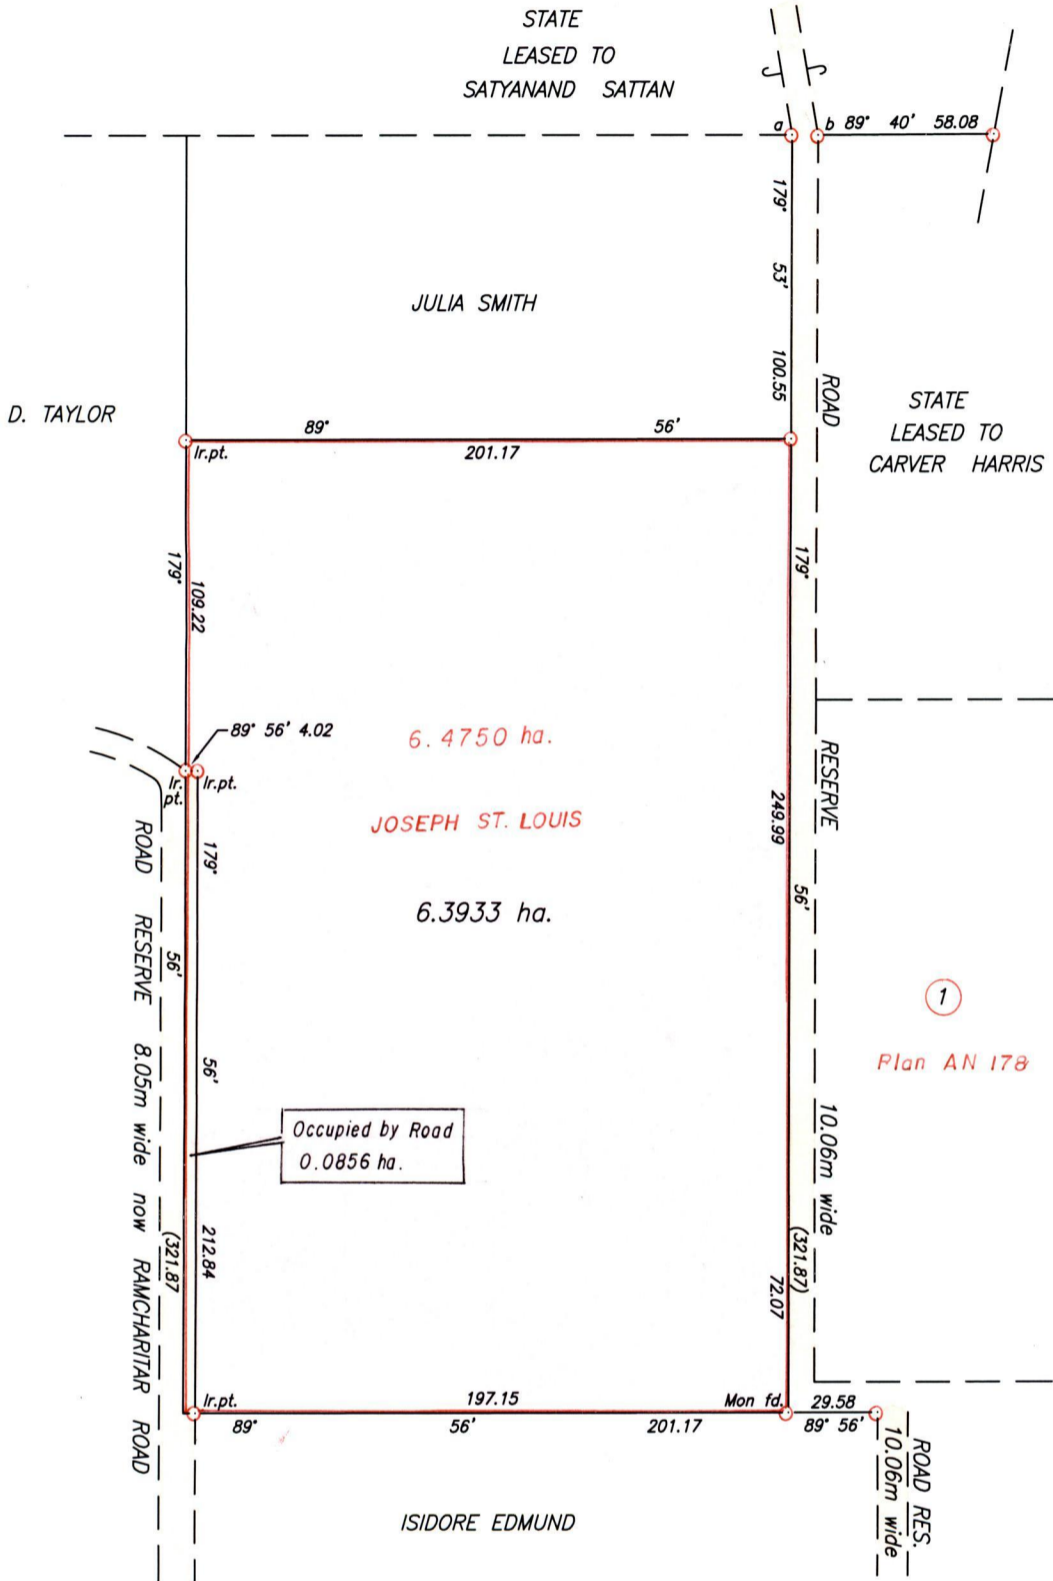 STATE
LEASED TO
SATYANAND SATTAN
a
b 89° 40' 58.08
179° 53' 100.55
JULIA SMITH
D. TAYLOR
ROAD RESERVE 10.06m wide
STATE
LEASED TO
CARVER HARRIS
89° 56'
Ir.pt.
201.17
179° 56'
109.22
179° 56'
249.99
89° 56' 4.02
6.4750 ha.
Ir.
pt.
Ir.pt.
JOSEPH ST. LOUIS
179° 56'
6.3933 ha.
1
Plan AN 178
ROAD RESERVE 8.05m wide now RAMCHARITAR ROAD
Occupied by Road
0.0856 ha.
(321.87
212.84
72.07
(321.87)
Ir.pt.
197.15
Mon fd.
29.58
89° 56' 201.17
89° 56'
ROAD RES.
10.06m wide
ISIDORE EDMUND